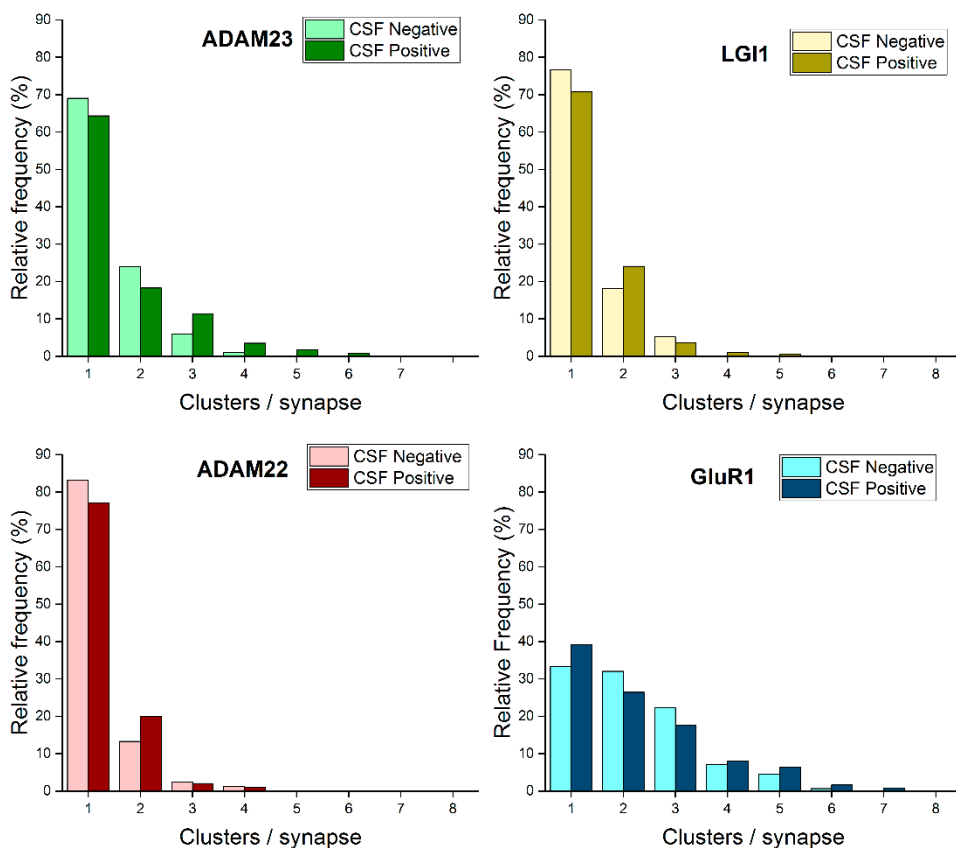 ADAM23
CSF Negative
CSF Positive
Relative frequency (%)
90
80
70
60
50
40
30
20
10
0
1 2 3 4 5 6 7
Clusters / synapse
LGI1
CSF Negative
CSF Positive
Relative frequency (%)
90
80
70
60
50
40
30
20
10
0
1 2 3 4 5 6 7 8
Clusters / synapse
ADAM22
CSF Negative
CSF Positive
Relative frequency (%)
90
80
70
60
50
40
30
20
10
0
1 2 3 4 5 6 7 8
Clusters / synapse
GluR1
CSF Negative
CSF Positive
Relative Frequency (%)
90
80
70
60
50
40
30
20
10
0
1 2 3 4 5 6 7 8
Clusters / synapse